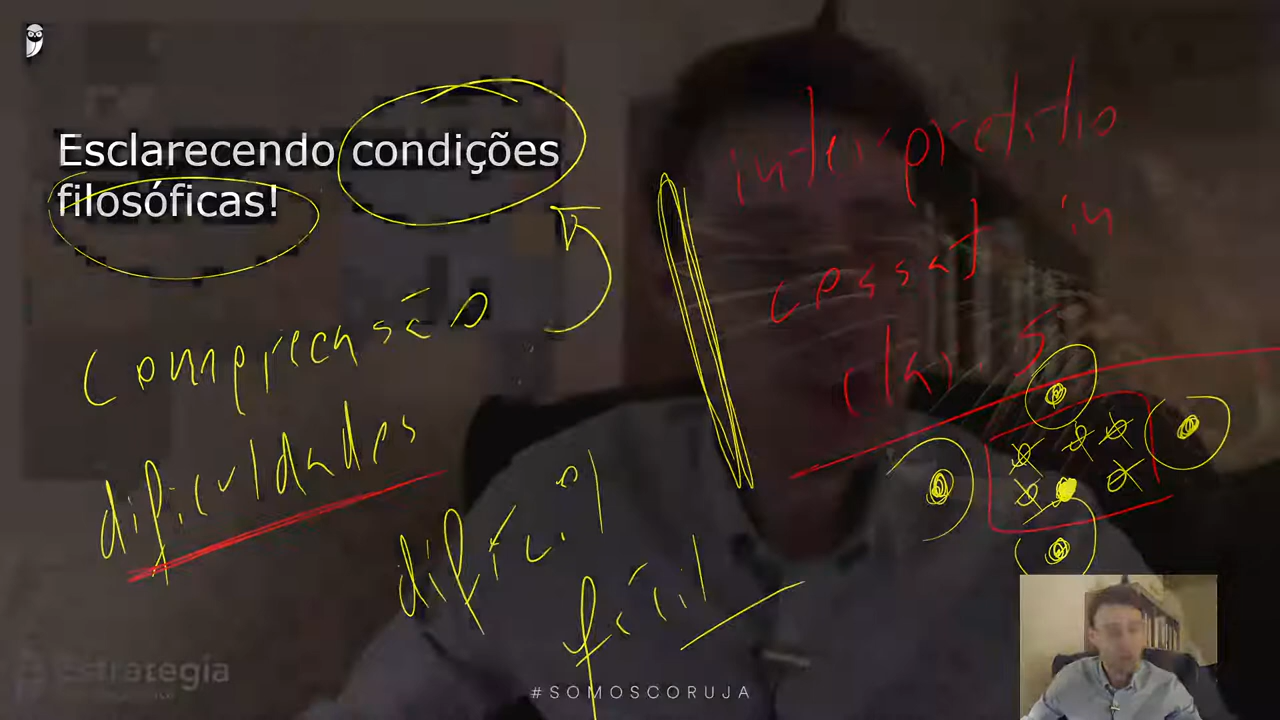 Esclarecendo condições
filosóficas!
compreensão
dificuldades
difícil
fácil
interpretatio
cessat in
claris
Estratégia
#SOMOSCORUJA